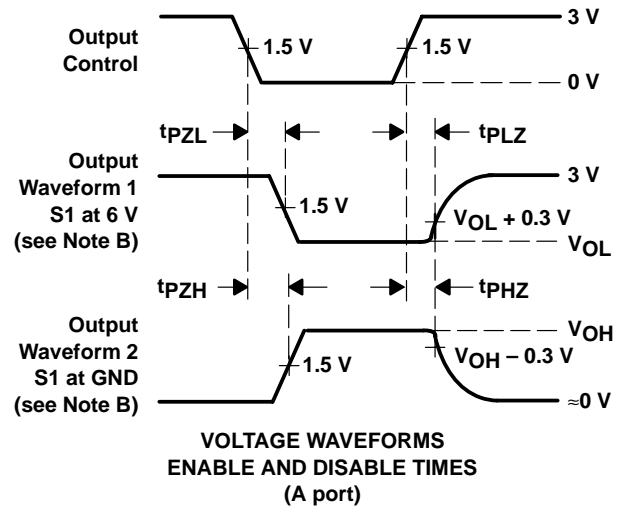 3 V
Output
Control
1.5 V
1.5 V
0 V
tPZL
tPLZ
Output
Waveform 1
S1 at 6 V
(see Note B)
3 V
1.5 V
VOL + 0.3 V
VOL
tPZH
tPHZ
Output
Waveform 2
S1 at GND
(see Note B)
VOH
1.5 V
VOH − 0.3 V
≈0 V
VOLTAGE WAVEFORMS
ENABLE AND DISABLE TIMES
(A port)